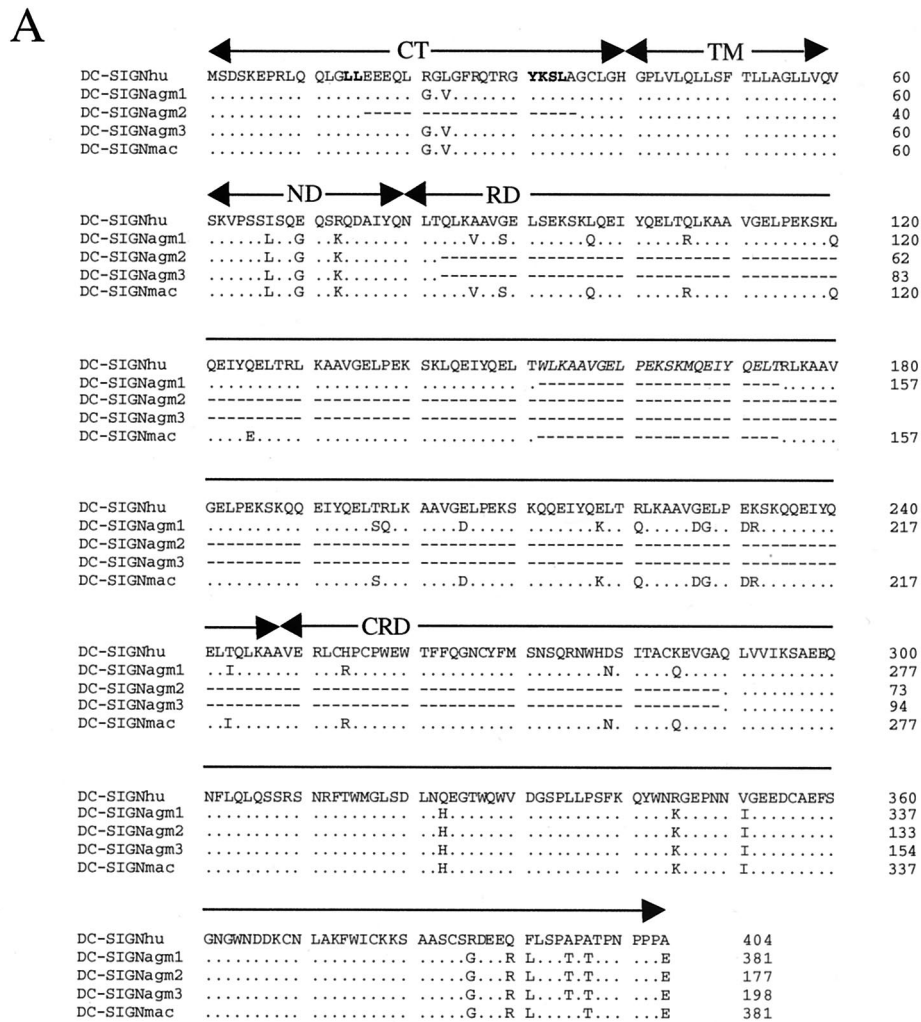 A
CT TM
DC-SIGNhu MSDSKEPRLQ QLGLLEEEQL RGLGFRQTRG YKSLAGCLGH GPLVLQLLSF TLLAGLLVQV 60
DC-SIGNagm1 .......... .......... G.V....... .......... .......... .......... 60
DC-SIGNagm2 .......... .....----- ---------- -----..... .......... .......... 40
DC-SIGNagm3 .......... .......... G.V....... .......... .......... .......... 60
DC-SIGNmac .......... .......... G.V....... .......... .......... .......... 60
ND RD
DC-SIGNhu SKVPSSISQE QSRQDAIYQN LTQLKAAVGE LSEKSKLQEI YQELTQLKAA VGELPEKSKL 120
DC-SIGNagm1 ......L..G ...K...... .....V..S. ......Q... .....R.... .........Q 120
DC-SIGNagm2 ......L..G ...K...... ..-------- ---------- ---------- ---------- 62
DC-SIGNagm3 ......L..G ...K...... ..-------- ---------- ---------- ---------- 83
DC-SIGNmac ......L..G ...K...... .....V..S. ......Q... .....R.... .........Q 120
DC-SIGNhu QEIYQELTRL KAAVGELPEK SKLQEIYQEL TWLKAAVGEL PEKSKMQEIY QELTRLKAAV 180
DC-SIGNagm1 .......... .......... .......... .--------- ---------- ----...... 157
DC-SIGNagm2 ---------- ---------- ---------- ---------- ---------- ----------
DC-SIGNagm3 ---------- ---------- ---------- ---------- ---------- ----------
DC-SIGNmac ....E..... .......... .......... .--------- ---------- ----...... 157
DC-SIGNhu GELPEKSKQQ EIYQELTRLK AAVGELPEKS KQQEIYQELT RLKAAVGELP EKSKQQEIYQ 240
DC-SIGNagm1 .......... ......SQ.. ....D..... .......K.. Q.....DG.. DR........ 217
DC-SIGNagm2 ---------- ---------- ---------- ---------- ---------- ----------
DC-SIGNagm3 ---------- ---------- ---------- ---------- ---------- ----------
DC-SIGNmac .......... ......S... ....D..... .......K.. Q.....DG.. DR........ 217
CRD
DC-SIGNhu ELTQLKAAVE RLCHPCPWEW TFFQGNCYFM SNSQRNWHDS ITACKEVGAQ LVVIKSAEEQ 300
DC-SIGNagm1 ..I....... ...R...... .......... ........N. ....Q..... .......... 277
DC-SIGNagm2 ---------- ---------- ---------- ---------- ---------. .......... 73
DC-SIGNagm3 ---------- ---------- ---------- ---------- ---------. .......... 94
DC-SIGNmac ..I....... ...R...... .......... ........N. ....Q..... .......... 277
DC-SIGNhu NFLQLQSSRS NRFTWMGLSD LNQEGTWQWV DGSPLLPSFK QYWNRGEPNN VGEEDCAEFS 360
DC-SIGNagm1 .......... .......... ..H....... .......... ....K..... I......... 337
DC-SIGNagm2 .......... .......... ..H....... .......... ....K..... I......... 133
DC-SIGNagm3 .......... .......... ..H....... .......... ....K..... I......... 154
DC-SIGNmac .......... .......... ..H....... .......... ....K..... I......... 337
DC-SIGNhu GNGWNDDKCN LAKFWICKKS AASCSRDEEQ FLSPAPATPN PPPA 404
DC-SIGNagm1 .......... .......... .....G...R L...T.T... ...E 381
DC-SIGNagm2 .......... .......... .....G...R L.....T... ...E 177
DC-SIGNagm3 .......... .......... .....G...R L...T.T... ...E 198
DC-SIGNmac .......... .......... .....G...R L.....T... ...E 381